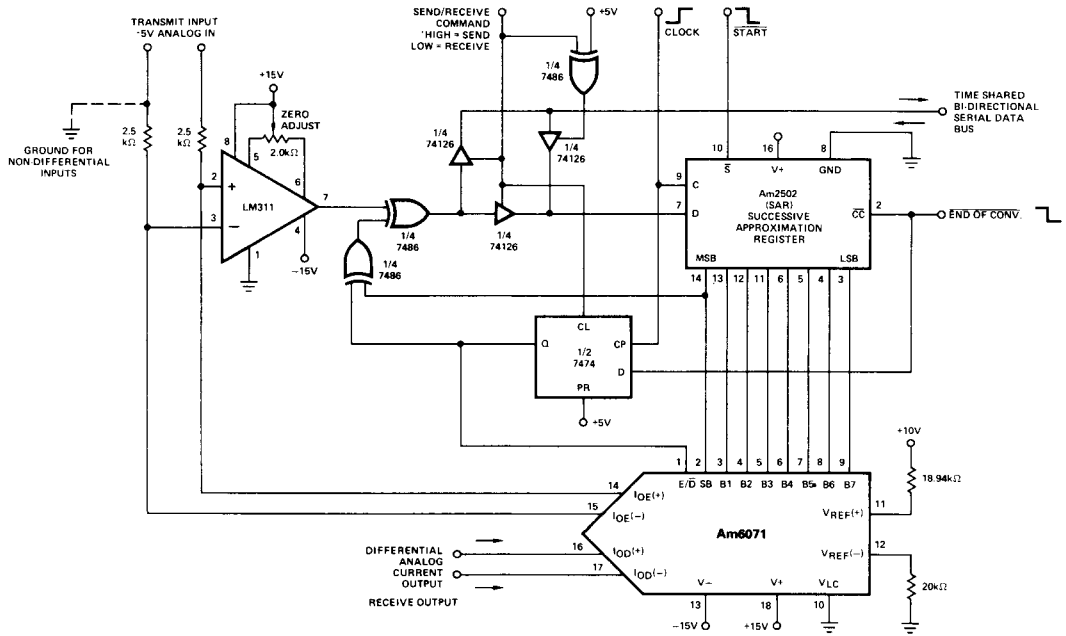 TRANSMIT INPUT
-5V ANALOG IN
SEND/RECEIVE
COMMAND
'HIGH = SEND
LOW = RECEIVE
+5V
CLOCK
START
1/4
7486
+15V
ZERO
ADJUST
2.0kΩ
GROUND FOR
NON-DIFFERENTIAL
INPUTS
2.5
kΩ
2.5
kΩ
8
5
6
2
+
3
−
LM311
7
4
1
−15V
1/4
74126
1/4
74126
1/4
7486
1/4
74126
1/4
7486
TIME SHARED
BI-DIRECTIONAL
SERIAL DATA
BUS
10
16
8
S
V+
GND
9
C
7
D
Am2502
(SAR)
SUCCESSIVE
APPROXIMATION
REGISTER
CC
2
END OF CONV.
MSB
LSB
14
13
12
11
6
5
4
3
CL
Q
1/2
7474
CP
D
PR
+5V
1
2
3
4
5
6
7
8
9
E/D
SB
B1
B2
B3
B4
B5
B6
B7
+10V
18.94kΩ
11
VREF(+)
12
VREF(−)
20kΩ
Am6071
14
IOE(+)
15
IOE(−)
16
IOD(+)
17
IOD(−)
DIFFERENTIAL
ANALOG
CURRENT
OUTPUT
RECEIVE OUTPUT
V−
V+
VLC
13
18
10
−15V
+15V